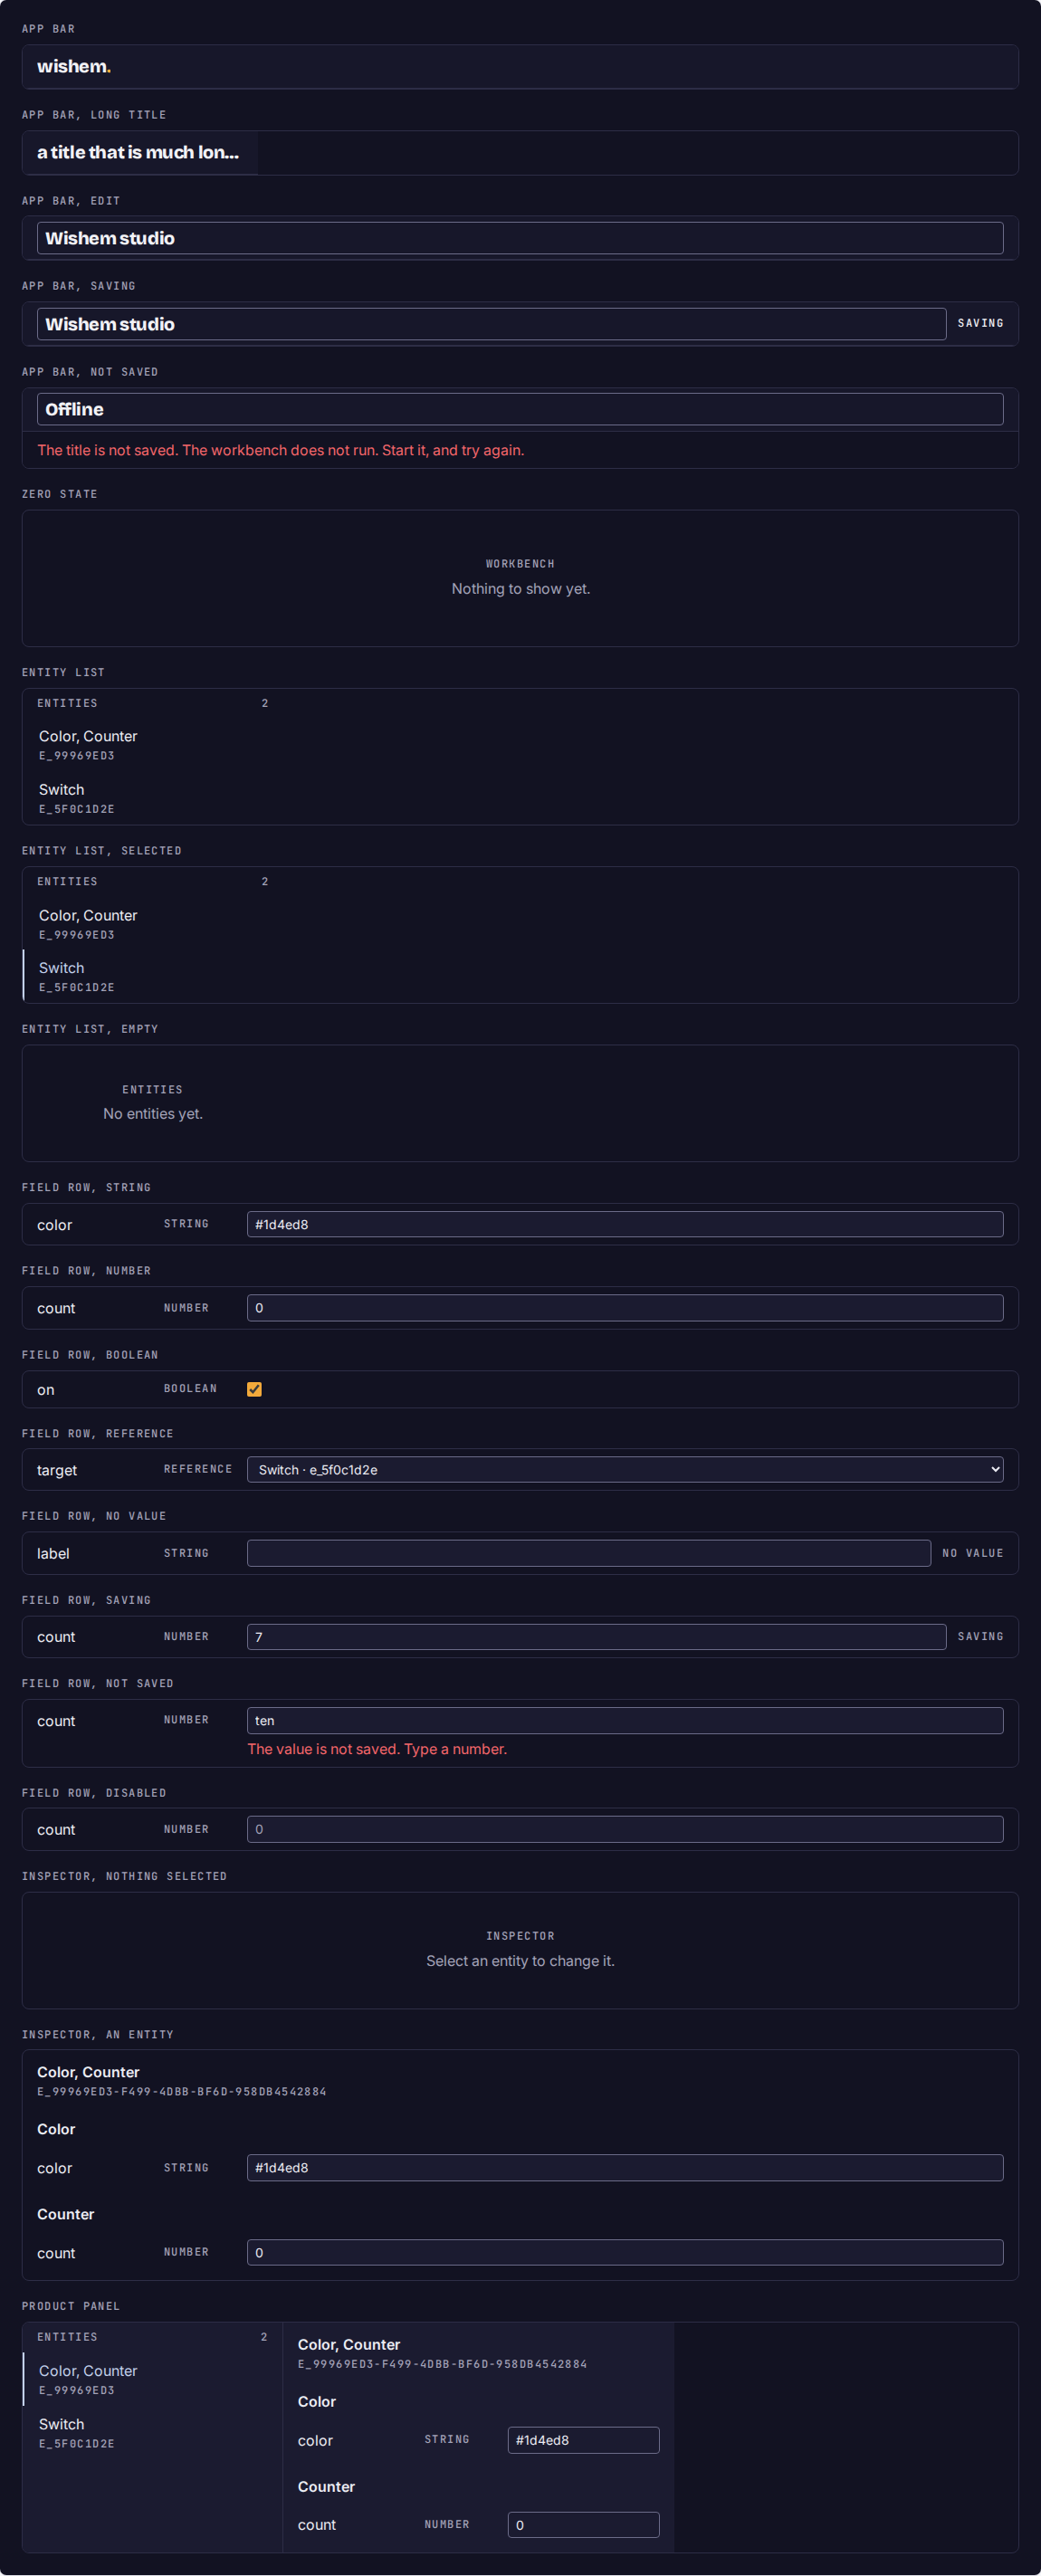 APP BAR
wishem.
APP BAR, LONG TITLE
a title that is much lon...
APP BAR, EDIT
Wishem studio
APP BAR, SAVING
Wishem studio SAVING
APP BAR, NOT SAVED
Offline
The title is not saved. The workbench does not run. Start it, and try again.
ZERO STATE
WORKBENCH
Nothing to show yet.
ENTITY LIST
ENTITIES 2
Color, Counter
E_99969ED3
Switch
E_5F0C1D2E
ENTITY LIST, SELECTED
ENTITIES 2
Color, Counter
E_99969ED3
Switch
E_5F0C1D2E
ENTITY LIST, EMPTY
ENTITIES
No entities yet.
FIELD ROW, STRING
color STRING #1d4ed8
FIELD ROW, NUMBER
count NUMBER 0
FIELD ROW, BOOLEAN
on BOOLEAN
FIELD ROW, REFERENCE
target REFERENCE Switch · e_5f0c1d2e
FIELD ROW, NO VALUE
label STRING NO VALUE
FIELD ROW, SAVING
count NUMBER 7 SAVING
FIELD ROW, NOT SAVED
count NUMBER ten
The value is not saved. Type a number.
FIELD ROW, DISABLED
count NUMBER 0
INSPECTOR, NOTHING SELECTED
INSPECTOR
Select an entity to change it.
INSPECTOR, AN ENTITY
Color, Counter
E_99969ED3-F499-4DBB-BF6D-958DB4542884
Color
color STRING #1d4ed8
Counter
count NUMBER 0
PRODUCT PANEL
ENTITIES 2
Color, Counter
E_99969ED3
Switch
E_5F0C1D2E
Color, Counter
E_99969ED3-F499-4DBB-BF6D-958DB4542884
Color
color STRING #1d4ed8
Counter
count NUMBER 0